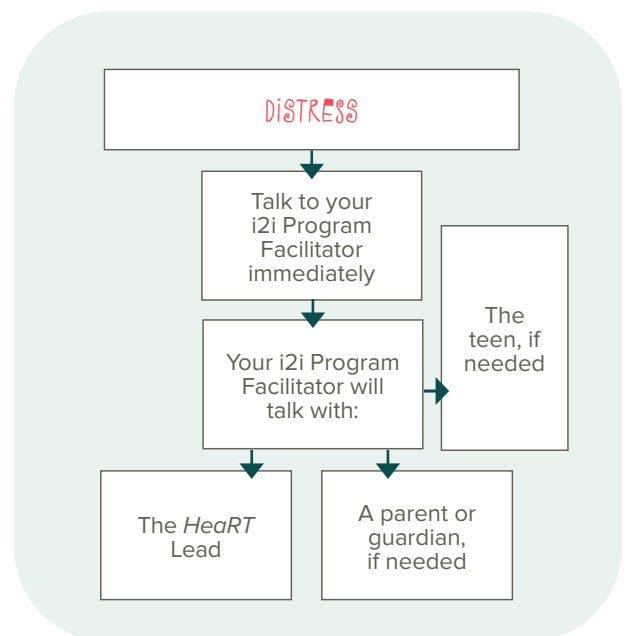 DiSTRESS
Talk to your
i2i Program
Facilitator
immediately
Your i2i Program
Facilitator will
talk with:
The
teen, if
needed
The HeaRT
Lead
A parent or
guardian,
if needed